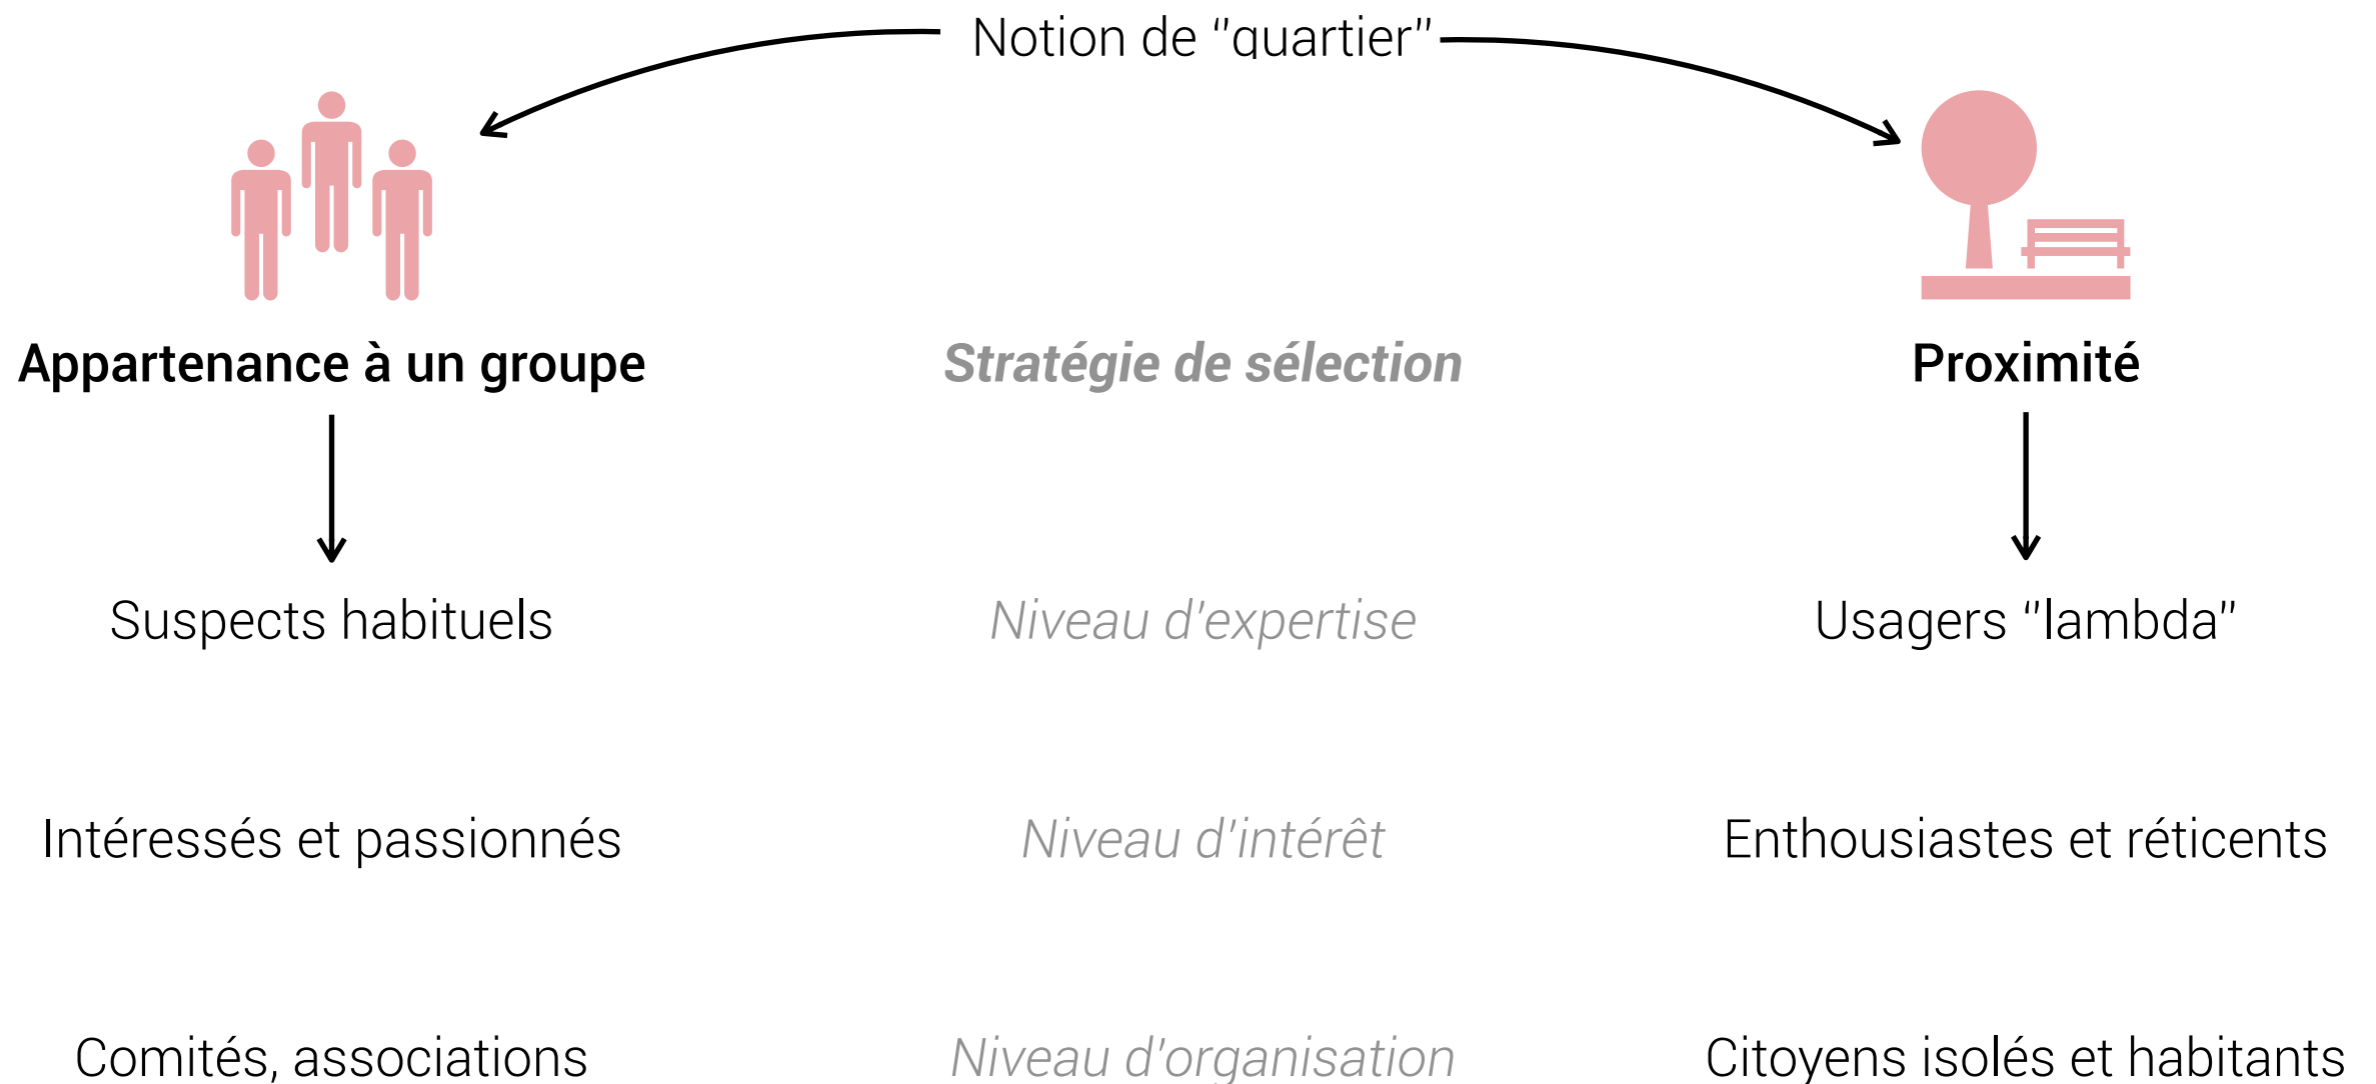 Notion de "quartier"
Appartenance à un groupe
Stratégie de sélection
Proximité
Suspects habituels
Niveau d'expertise
Usagers "lambda"
Intéressés et passionnés
Niveau d'intérêt
Enthousiastes et réticents
Comités, associations
Niveau d'organisation
Citoyens isolés et habitants